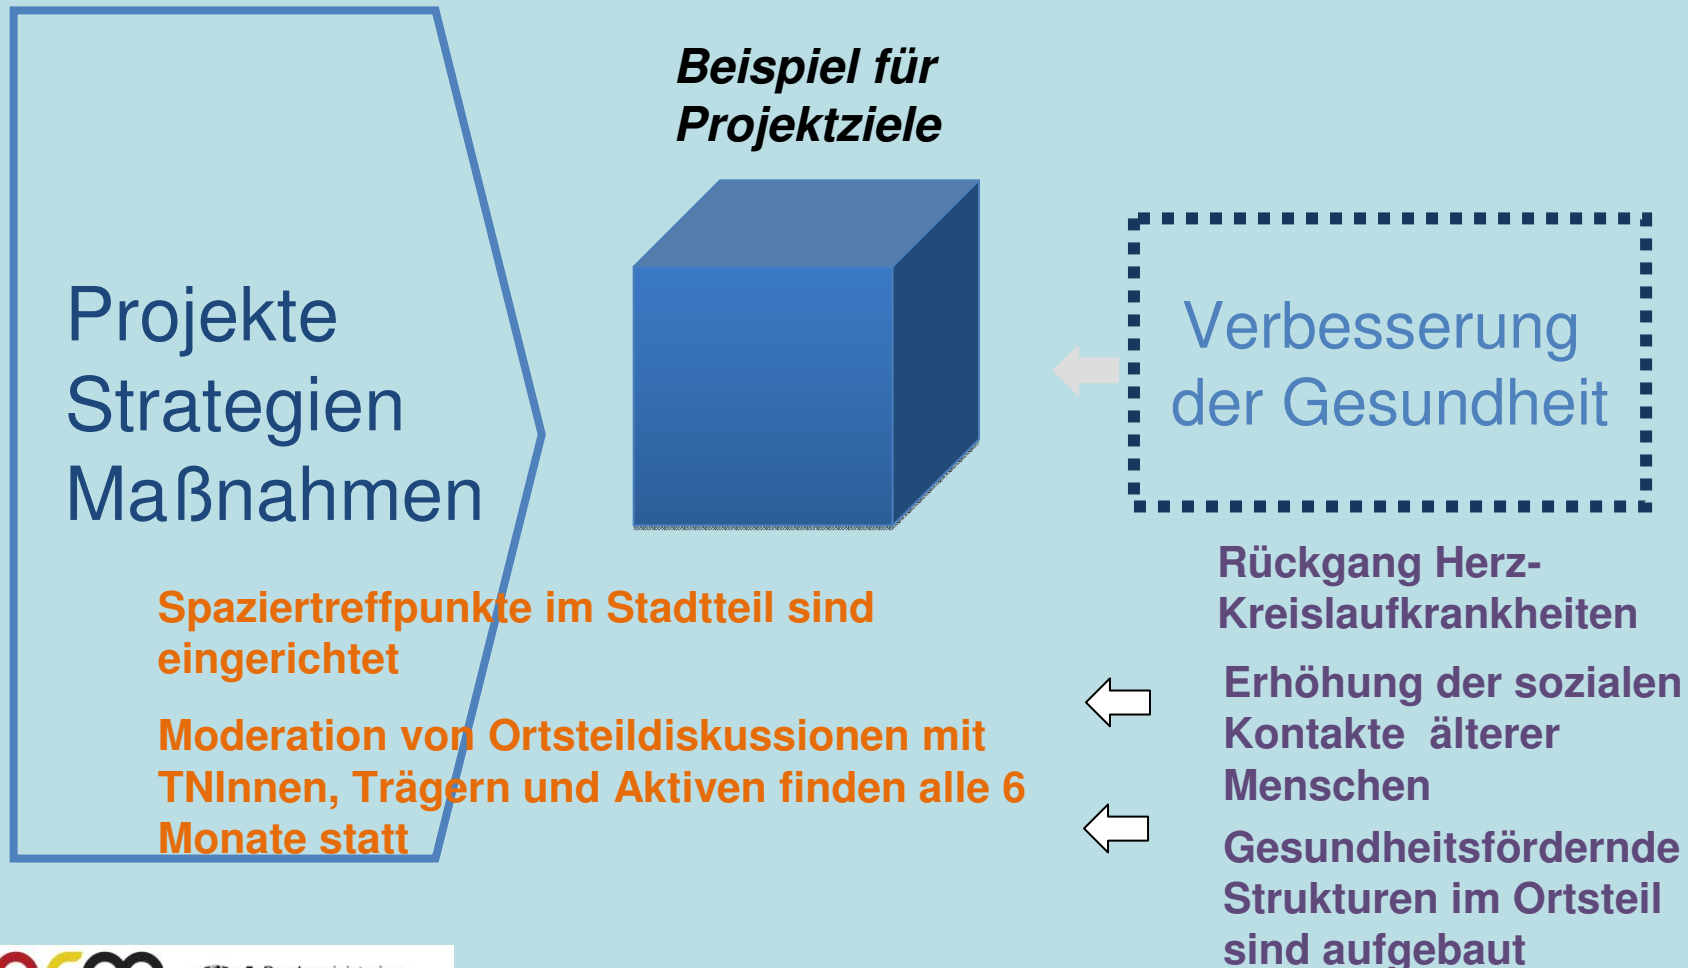 Beispiel für
Projektziele
Projekte
Strategien
Maßnahmen
Verbesserung
der Gesundheit
Spaziertreffpunkte im Stadtteil sind
eingerichtet
Moderation von Ortsteildiskussionen mit
TNInnen, Trägern und Aktiven finden alle 6
Monate statt
Rückgang Herz-
Kreislaufkrankheiten
Erhöhung der sozialen
Kontakte älterer
Menschen
Gesundheitsfördernde
Strukturen im Ortsteil
sind aufgebaut